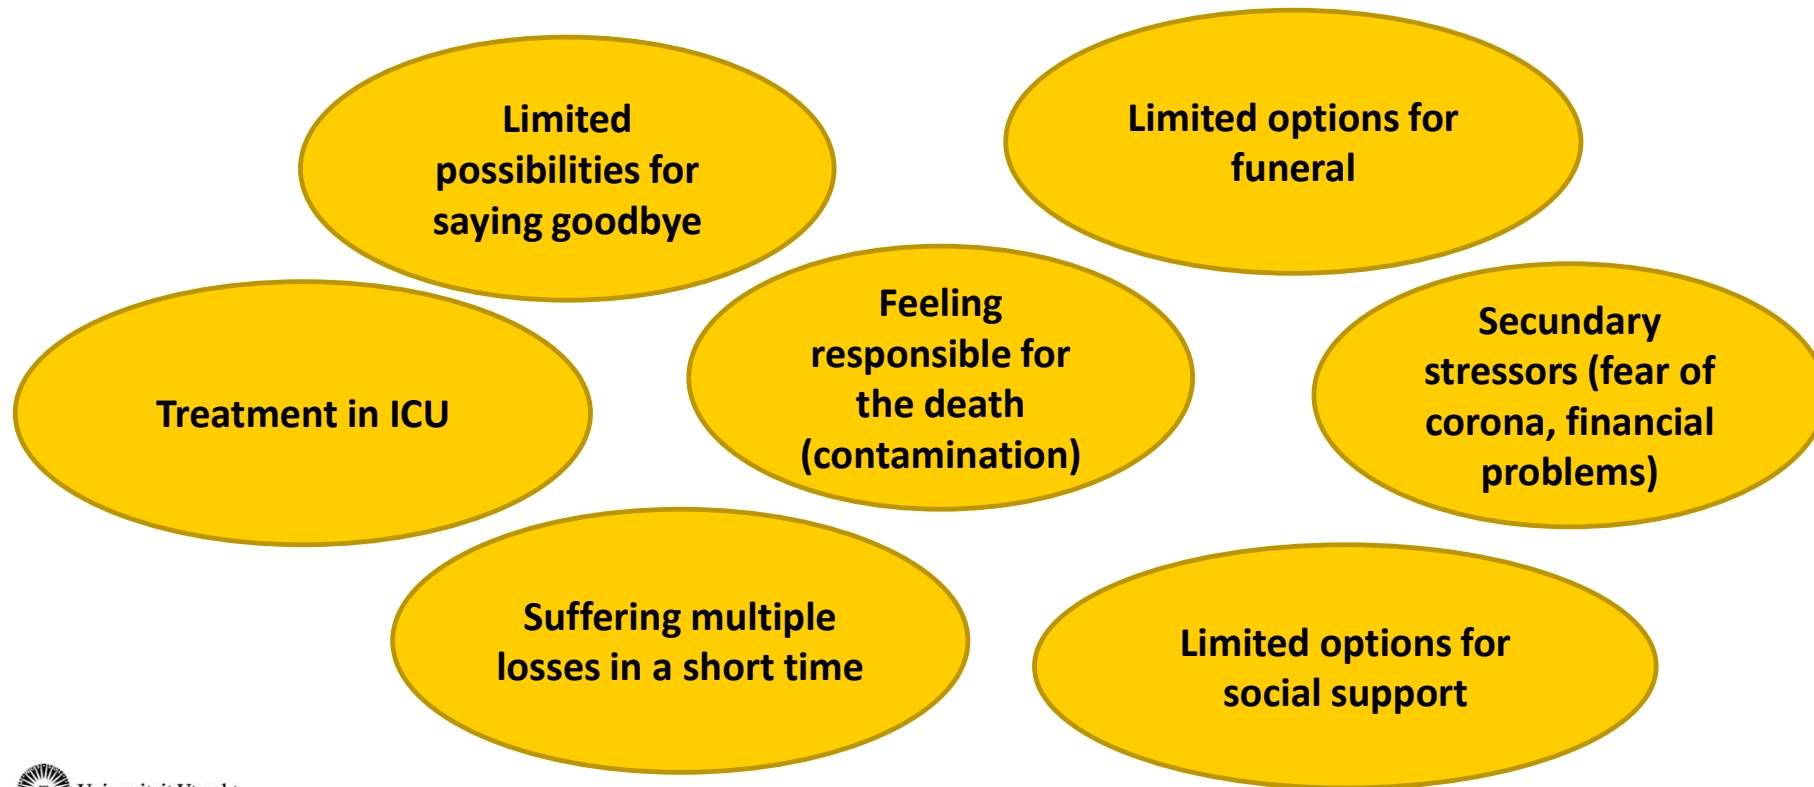 Limited
possibilities for
saying goodbye
Limited options for
funeral
Treatment in ICU
Feeling
responsible for
the death
(contamination)
Secundary
stressors (fear of
corona, financial
problems)
Suffering multiple
losses in a short time
Limited options for
social support